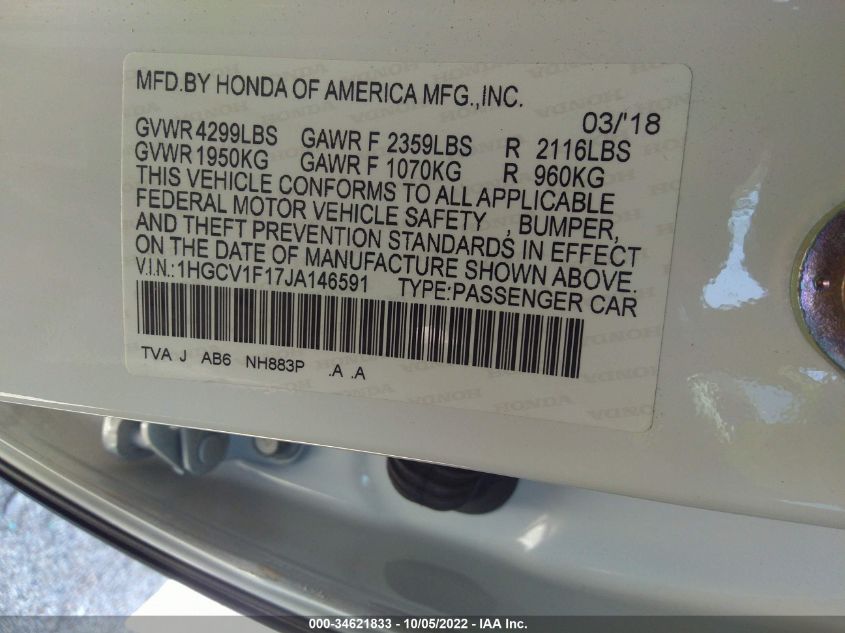 MFD.BY HONDA OF AMERICA MFG.,INC.
03/'18
GVWR 4299LBS GAWR F 2359LBS R 2116LBS
GVWR 1950KG GAWR F 1070KG R 960KG
THIS VEHICLE CONFORMS TO ALL APPLICABLE
FEDERAL MOTOR VEHICLE SAFETY , BUMPER,
AND THEFT PREVENTION STANDARDS IN EFFECT
ON THE DATE OF MANUFACTURE SHOWN ABOVE.
V.I.N.:1HGCV1F17JA146591 TYPE:PASSENGER CAR
TVA J AB6 NH883P .A .A
HONDA HONDA
000-34621833 - 10/05/2022 - IAA Inc.